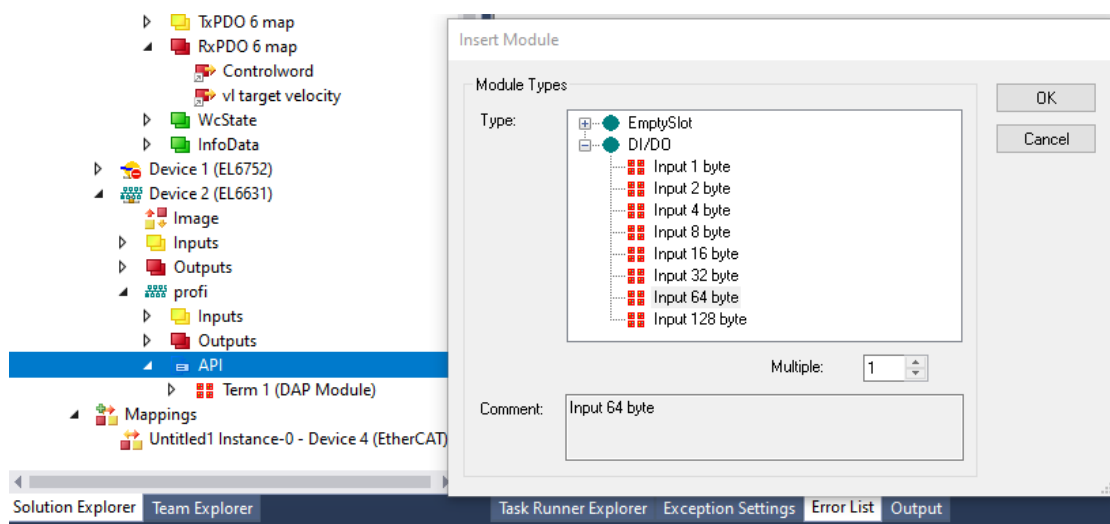 TxPDO 6 map
RxPDO 6 map
Controlword
vl target velocity
WcState
InfoData
Device 1 (EL6752)
Device 2 (EL6631)
Image
Inputs
Outputs
profi
Inputs
Outputs
API
Term 1 (DAP Module)
Mappings
Untitled1 Instance-0 - Device 4 (EtherCAT)
Solution Explorer Team Explorer
Insert Module
Module Types
Type:
EmptySlot
DI/DO
Input 1 byte
Input 2 byte
Input 4 byte
Input 8 byte
Input 16 byte
Input 32 byte
Input 64 byte
Input 128 byte
OK
Cancel
Multiple: 1
Comment: Input 64 byte
Task Runner Explorer Exception Settings Error List Output